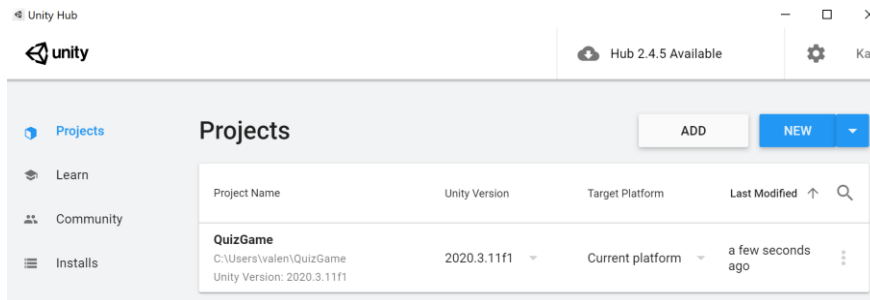 Unity Hub
unity
Hub 2.4.5 Available
Ka
Projects
Learn
Community
Installs
Projects
ADD
NEW
Project Name Unity Version Target Platform Last Modified
QuizGame
C:\Users\valen\QuizGame
Unity Version: 2020.3.11f1
2020.3.11f1
Current platform
a few seconds
ago